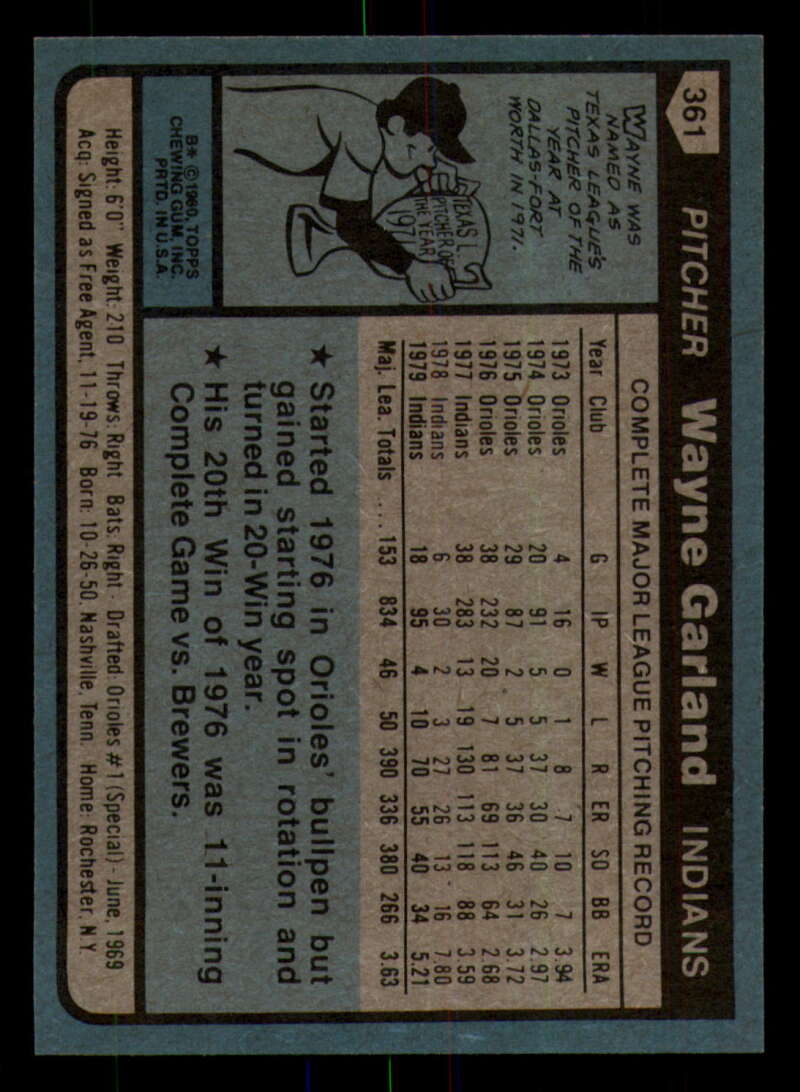 361 PITCHER Wayne Garland INDIANS
WAYNE WAS
NAMED AS
TEXAS LEAGUE'S
PITCHER OF THE
YEAR AT
DALLAS-FORT
WORTH IN 1971.
TEXAS L.
PITCHER OF
THE YEAR
1971
B* © 1980, TOPPS
CHEWING GUM, INC.
PRTD. IN U.S.A.
COMPLETE MAJOR LEAGUE PITCHING RECORD
Year Club G IP W L R ER SO BB ERA
1973 Orioles 4 16 0 1 8 7 10 7 3.94
1974 Orioles 20 91 5 5 37 30 40 26 2.97
1975 Orioles 29 87 2 5 37 36 46 31 3.72
1976 Orioles 38 232 20 7 81 69 113 64 2.68
1977 Indians 38 283 13 19 130 113 118 88 3.59
1978 Indians 6 30 2 3 27 26 13 16 7.80
1979 Indians 18 95 4 10 70 55 40 34 5.21
Maj. Lea. Totals .... 153 834 46 50 390 336 380 266 3.63
★ Started 1976 in Orioles' bullpen but
gained starting spot in rotation and
turned in 20-Win year.
★ His 20th Win of 1976 was 11-inning
Complete Game vs. Brewers.
Height: 6'0" Weight: 210 Throws: Right Bats: Right Drafted: Orioles #1 (Special) - June, 1969
Acq: Signed as Free Agent, 11-19-76 Born: 10-26-50, Nashville, Tenn. Home: Rochester, N.Y.